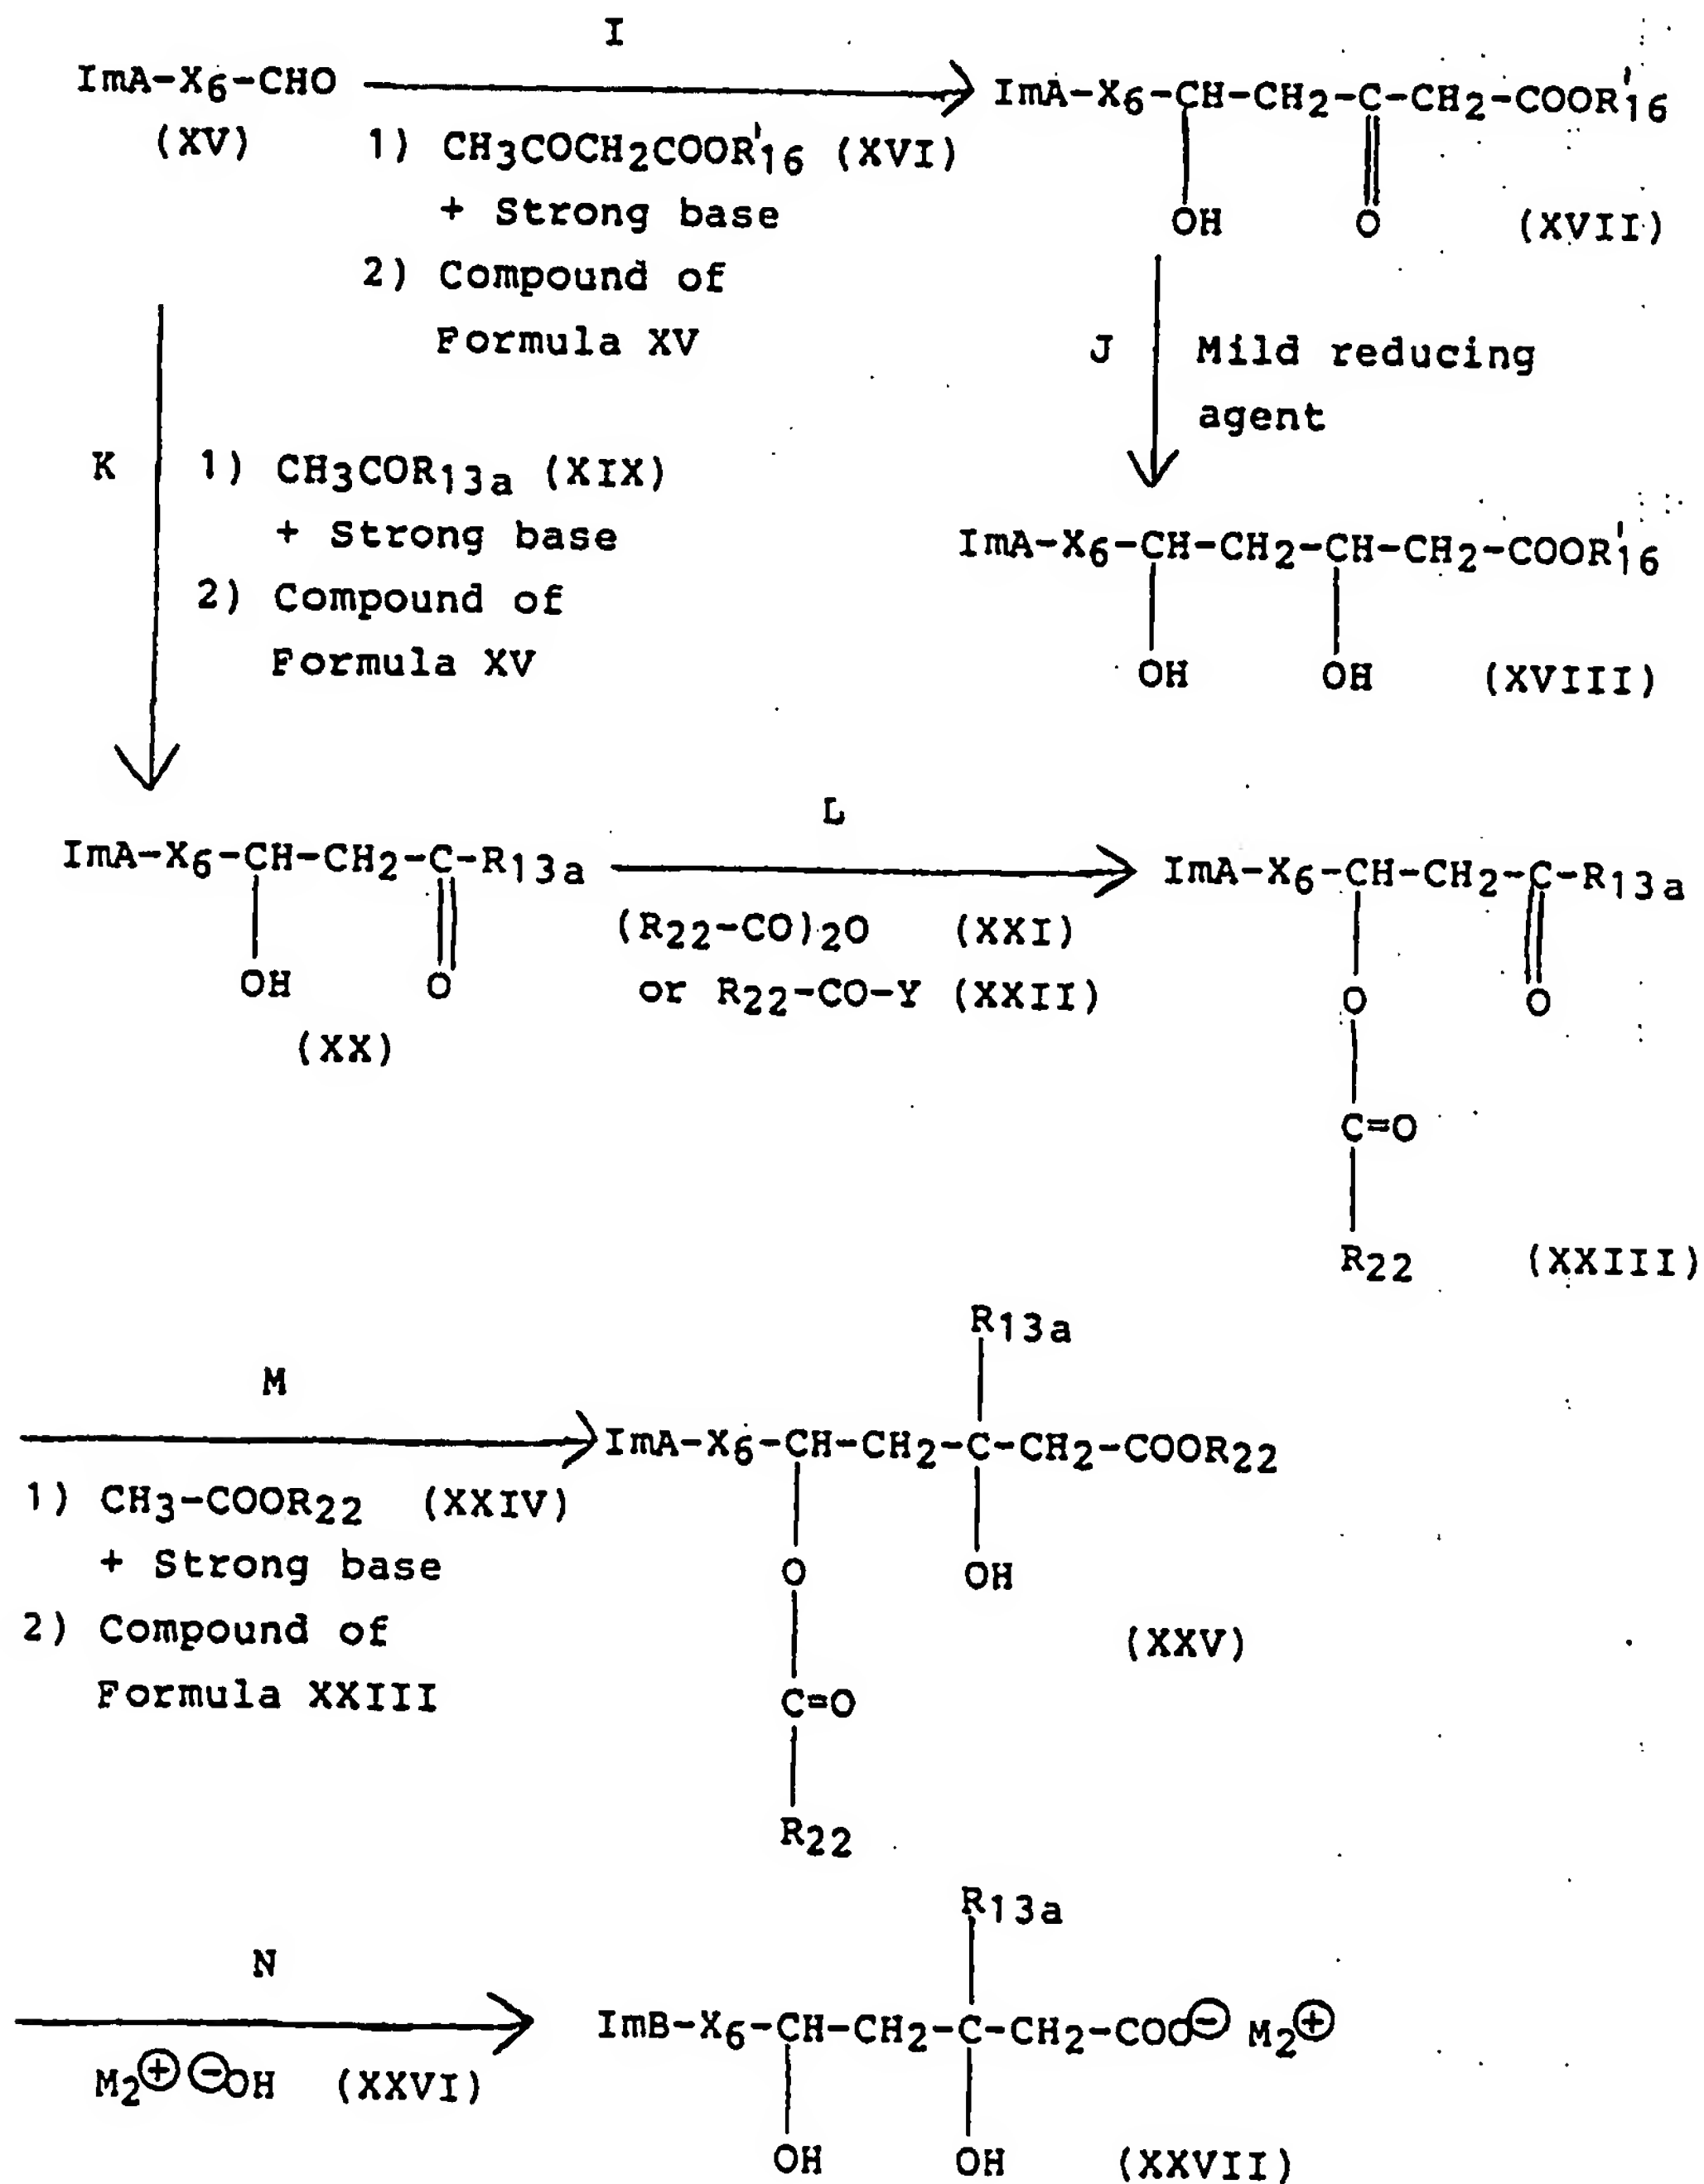 I
ImA-X6-CHO
(XV)
1) CH3COCH2COOR'16 (XVI)
+ Strong base
2) Compound of
Formula XV
ImA-X6-CH-CH2-C-CH2-COOR'16
OH O (XVII)
J Mild reducing
agent
K 1) CH3COR13a (XIX)
+ Strong base
2) Compound of
Formula XV
ImA-X6-CH-CH2-CH-CH2-COOR'16
OH OH (XVIII)
L
ImA-X6-CH-CH2-C-R13a
OH O
(XX)
(R22-CO)2O (XXI)
or R22-CO-Y (XXII)
ImA-X6-CH-CH2-C-R13a
O O
C=O
R22 (XXIII)
M
1) CH3-COOR22 (XXIV)
+ Strong base
2) Compound of
Formula XXIII
R13a
ImA-X6-CH-CH2-C-CH2-COOR22
O OH
(XXV)
C=O
R22
N
M2⊕ ⊖OH (XXVI)
R13a
ImB-X6-CH-CH2-C-CH2-COO⊖ M2⊕
OH OH (XXVII)